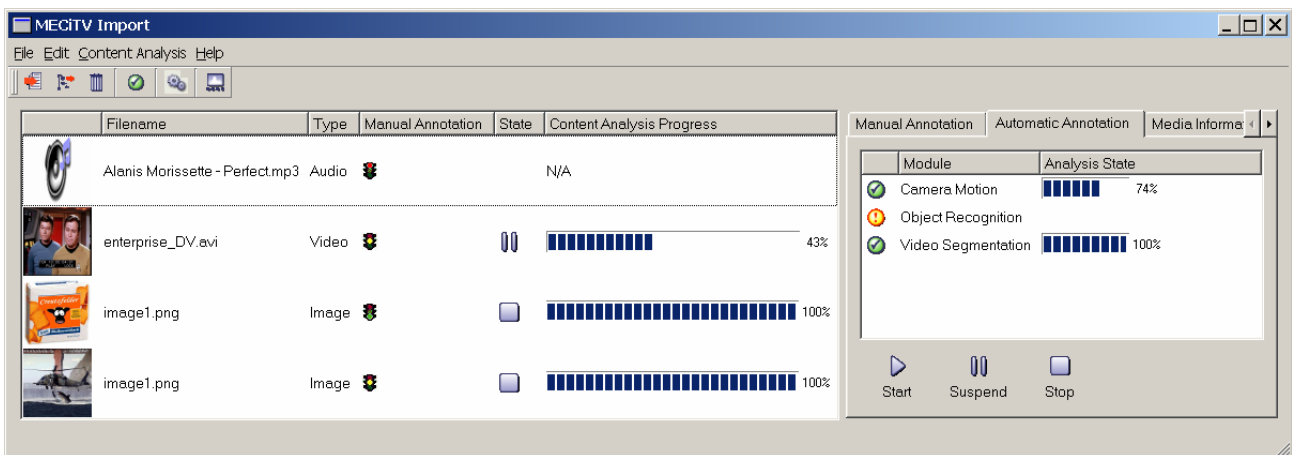 MECiTV Import
File Edit Content Analysis Help
Filename Type Manual Annotation State Content Analysis Progress
Alanis Morissette - Perfect.mp3 Audio N/A
enterprise_DV.avi Video 43%
image1.png Image 100%
image1.png Image 100%
Manual Annotation Automatic Annotation Media Informa
Module Analysis State
Camera Motion 74%
Object Recognition
Video Segmentation 100%
Start Suspend Stop